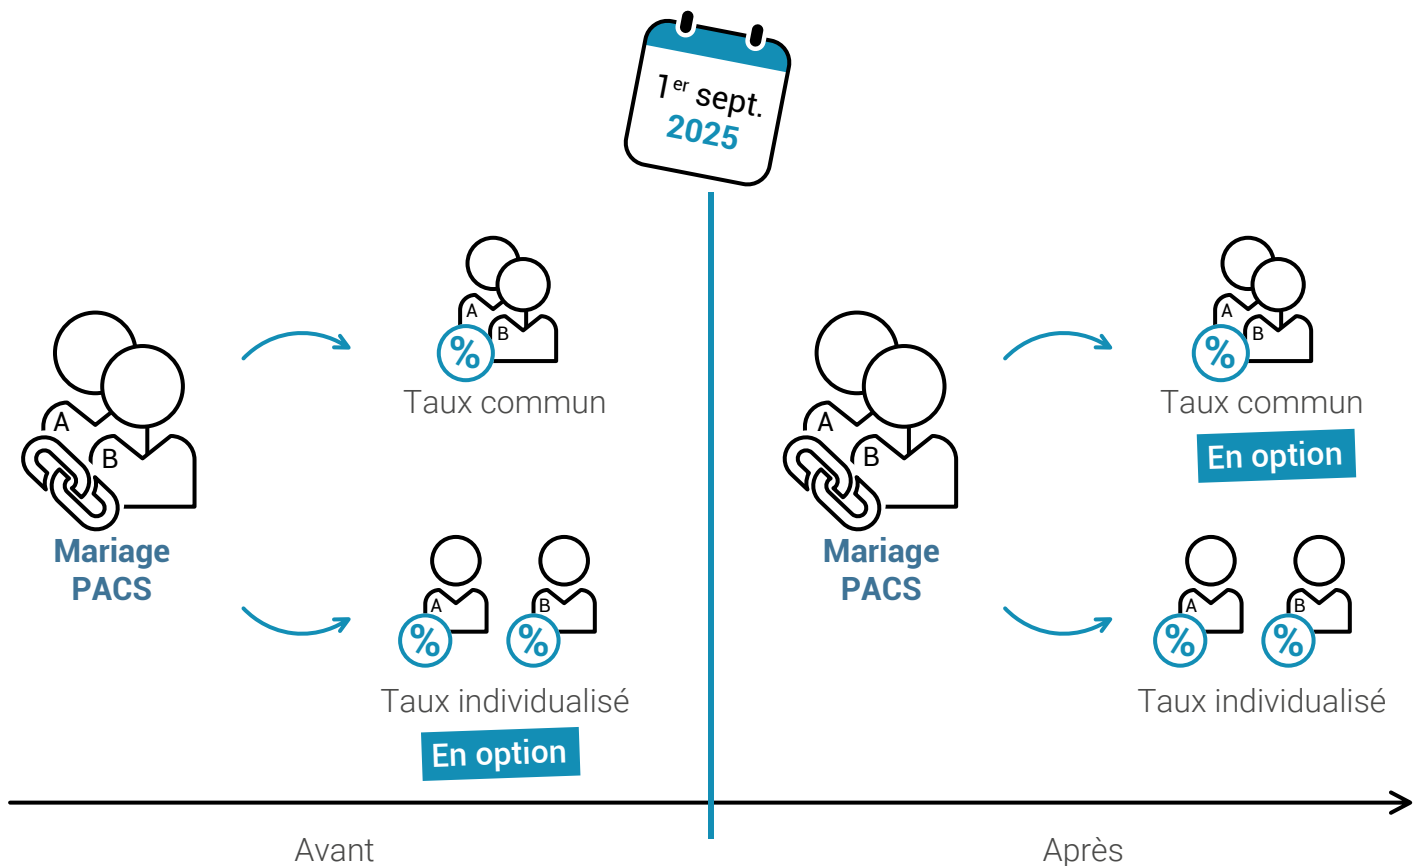 1er sept.
2025
A
B
%
Taux commun
A
B
Mariage
PACS
A
B
%
%
Taux individualisé
En option
A
B
%
Taux commun
En option
A
B
Mariage
PACS
A
B
%
%
Taux individualisé
Avant
Après